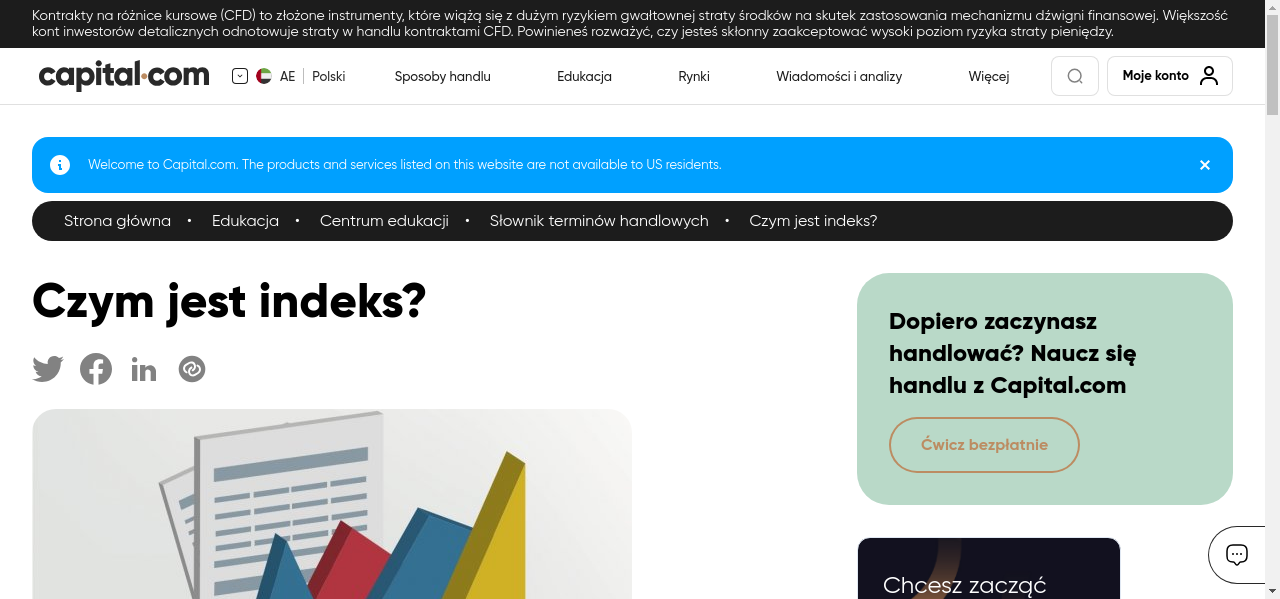 Kontrakty na różnice kursowe (CFD) to złożone instrumenty, które wiążą się z dużym ryzykiem gwałtownej straty środków na skutek zastosowania mechanizmu dźwigni finansowej. Większość
kont inwestorów detalicznych odnotowuje straty w handlu kontraktami CFD. Powinieneś rozważyć, czy jesteś skłonny zaakceptować wysoki poziom ryzyka straty pieniędzy.
capital.com
AE
Polski
Sposoby handlu
Edukacja
Rynki
Wiadomości i analizy
Więcej
Moje konto
Welcome to Capital.com. The products and services listed on this website are not available to US residents.
Strona główna • Edukacja • Centrum edukacji • Słownik terminów handlowych • Czym jest indeks?
Czym jest indeks?
Dopiero zaczynasz
handlować? Naucz się
handlu z Capital.com
Ćwicz bezpłatnie
Chcesz zacząć